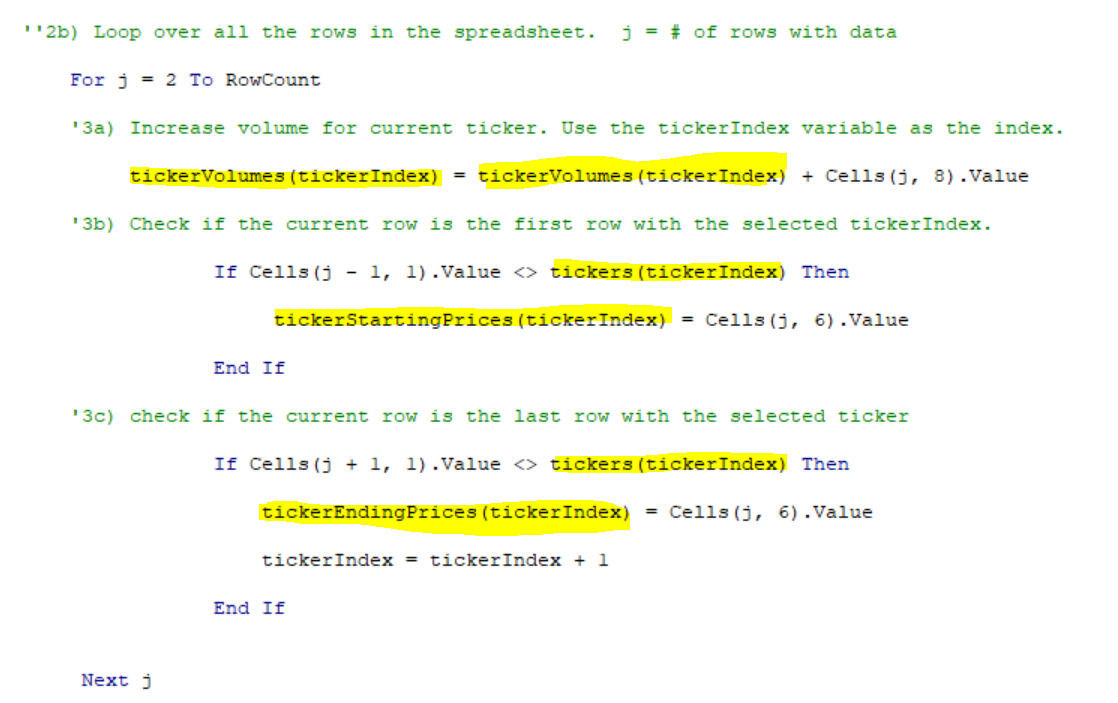 ''2b) Loop over all the rows in the spreadsheet.  j = # of rows with data
For j = 2 To RowCount
'3a) Increase volume for current ticker. Use the tickerIndex variable as the index.
tickerVolumes(tickerIndex) = tickerVolumes(tickerIndex) + Cells(j, 8).Value
'3b) Check if the current row is the first row with the selected tickerIndex.
If Cells(j - 1, 1).Value <> tickers(tickerIndex) Then
tickerStartingPrices(tickerIndex) = Cells(j, 6).Value
End If
'3c) check if the current row is the last row with the selected ticker
If Cells(j + 1, 1).Value <> tickers(tickerIndex) Then
tickerEndingPrices(tickerIndex) = Cells(j, 6).Value
tickerIndex = tickerIndex + 1
End If
Next j